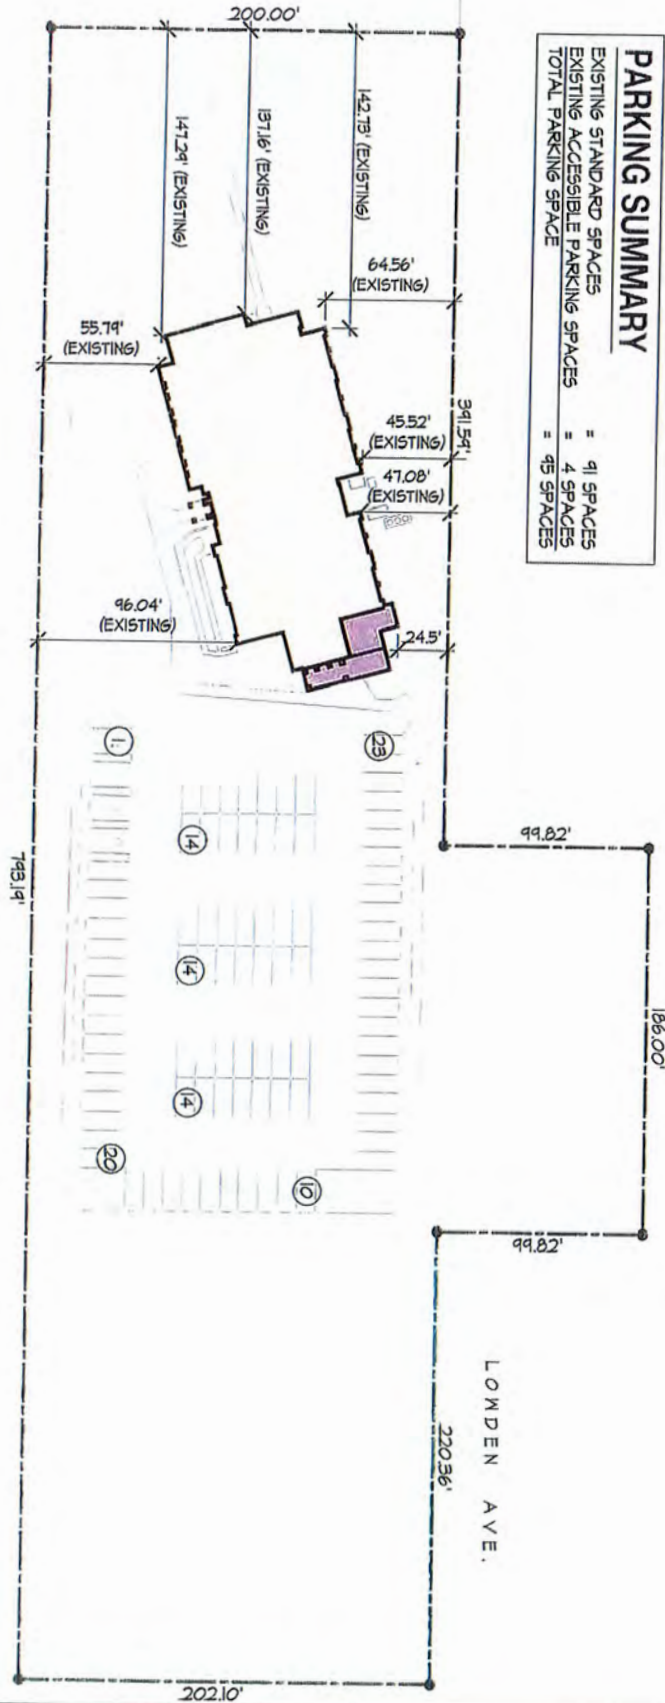 PARKING SUMMARY
EXISTING STANDARD SPACES = 91 SPACES
EXISTING ACCESSIBLE PARKING SPACES = 4 SPACES
TOTAL PARKING SPACE = 95 SPACES
200.00'
142.73' (EXISTING)
137.16' (EXISTING)
147.29' (EXISTING)
64.56'
(EXISTING)
55.79'
(EXISTING)
391.59'
45.52'
(EXISTING)
47.08'
(EXISTING)
96.04'
(EXISTING)
24.5'
23
14
14
14
20
10
99.82'
186.00'
99.82'
793.19'
LOWDEN AVE.
220.36'
202.10'